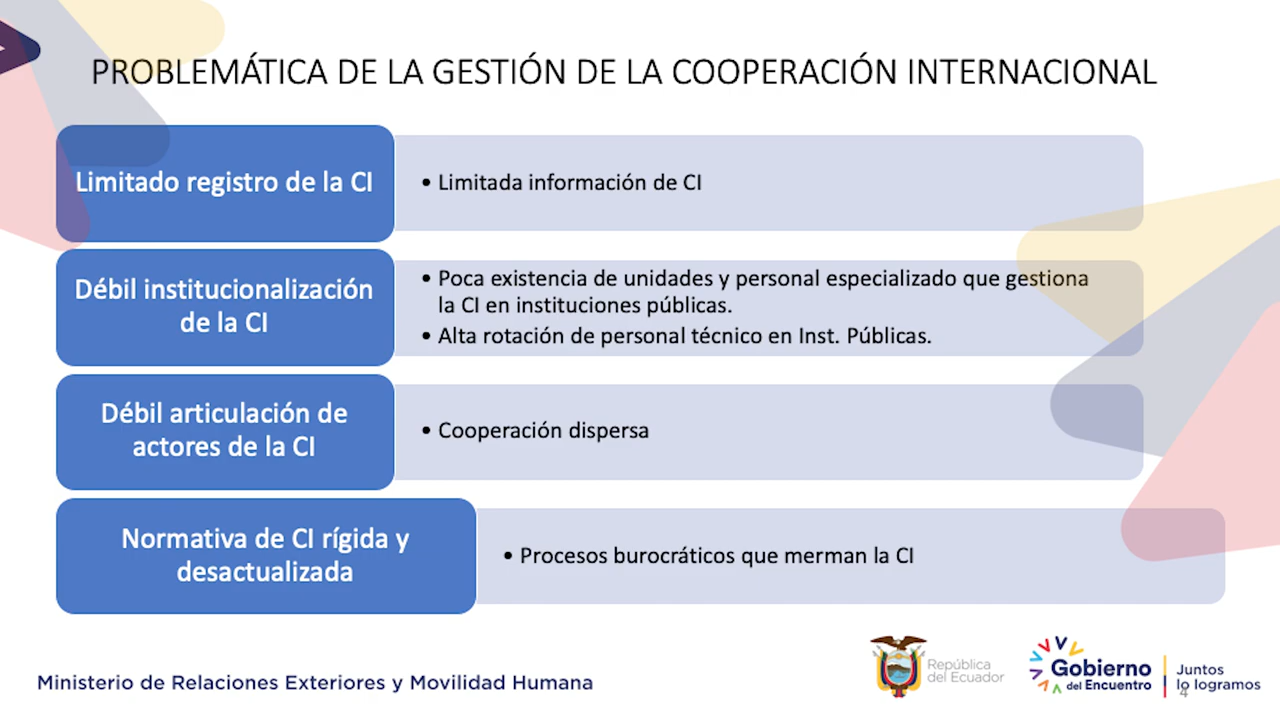 PROBLEMÁTICA DE LA GESTIÓN DE LA COOPERACIÓN INTERNACIONAL
Limitado registro de la CI
• Limitada información de CI
Débil institucionalización
de la CI
• Poca existencia de unidades y personal especializado que gestiona
la CI en instituciones públicas.
• Alta rotación de personal técnico en Inst. Públicas.
Débil articulación de
actores de la CI
• Cooperación dispersa
Normativa de CI rígida y
desactualizada
• Procesos burocráticos que merman la CI
Ministerio de Relaciones Exteriores y Movilidad Humana
República
del Ecuador
Gobierno
del Encuentro
Juntos
lo logramos
4